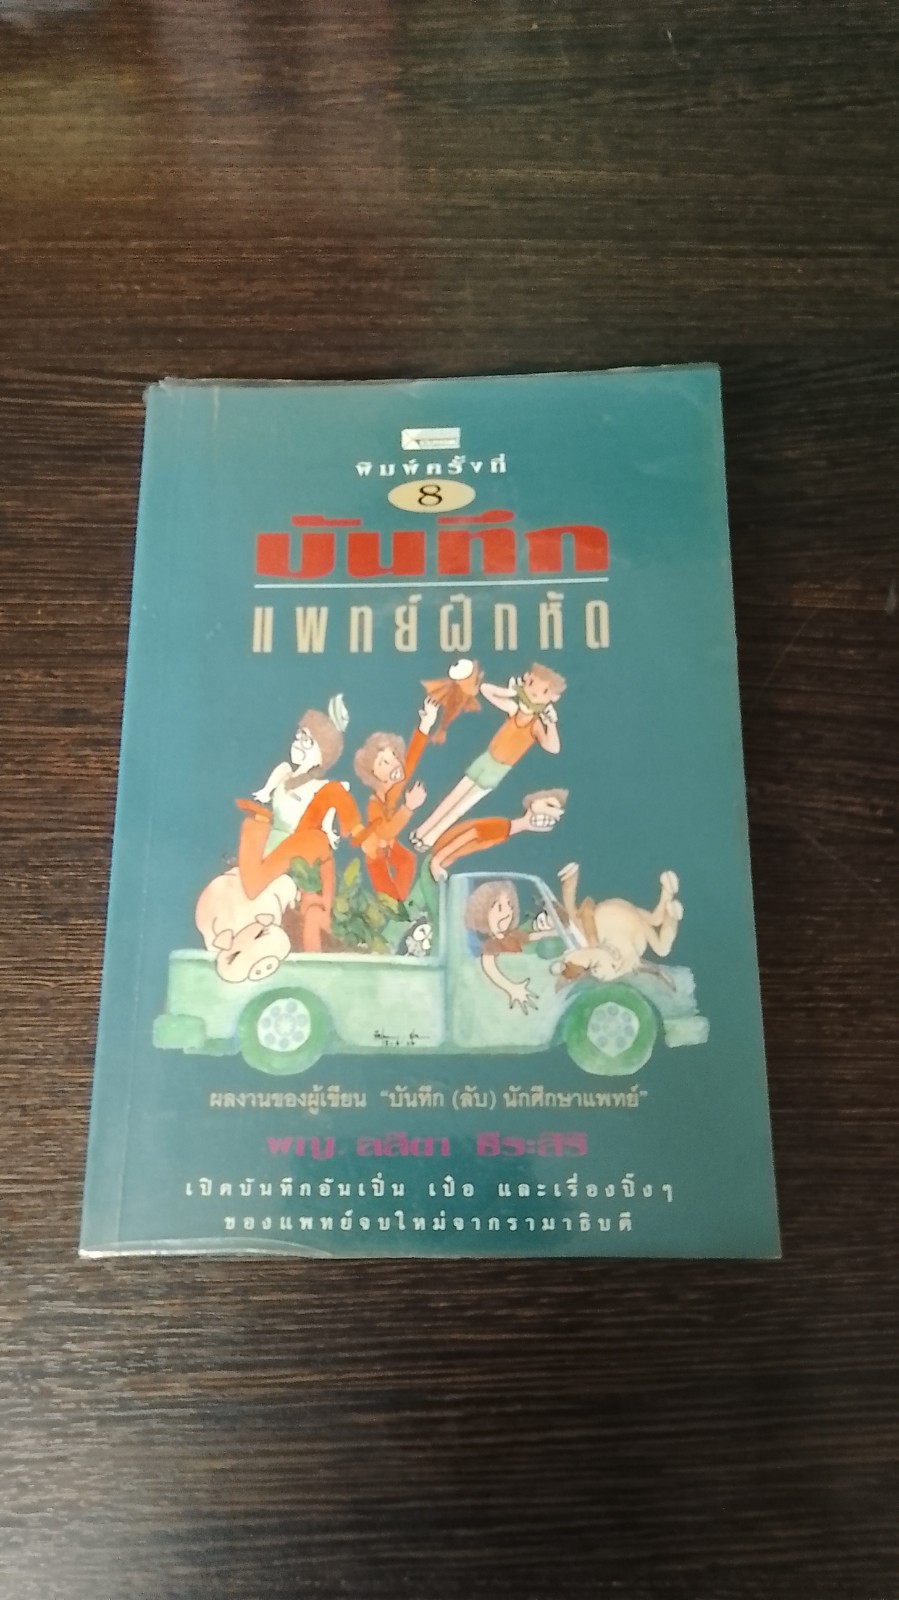 พิมพ์ครั้งที่
8
บันทึก
แพทย์ฝึกหัด
ผลงานของผู้เขียน "บันทึก (ลับ) นักศึกษาแพทย์"
พญ ลลิตา ธีระสิริ
เปิดบันทึกอันเปิ่น เป๋อ และเรื่องปิ๊งๆ
ของแพทย์จบใหม่จากรามาธิบดี